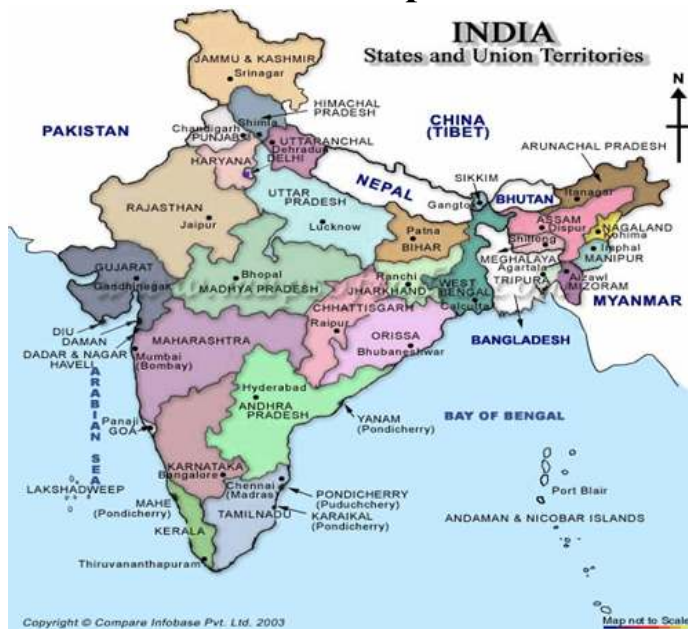 INDIA
States and Union Territories
N
JAMMU & KASHMIR
Srinagar
HIMACHAL
PRADESH
Shimla
Chandigarh
PUNJAB
PAKISTAN
CHINA
(TIBET)
UTTARANCHAL
Dehradun
HARYANA
DELHI
ARUNACHAL PRADESH
Itanagar
SIKKIM
Gangtok
NEPAL
BHUTAN
RAJASTHAN
Jaipur
UTTAR
PRADESH
Lucknow
Patna
BIHAR
ASSAM
Dispur
NAGALAND
Kohima
Shillong
MEGHALAYA
Imphal
MANIPUR
Agartala
TRIPURA
Aizawl
MIZORAM
MYANMAR
GUJARAT
Gandhinagar
Bhopal
MADHYA PRADESH
Ranchi
JHARKHAND
WEST
BENGAL
Calcutta
CHHATTISGARH
Raipur
BANGLADESH
DIU
DAMAN
DADAR & NAGAR
HAVELI
MAHARASHTRA
Mumbai
(Bombay)
ORISSA
Bhubaneshwar
ARABIAN SEA
Hyderabad
ANDHRA
PRADESH
YANAM
(Pondicherry)
BAY OF BENGAL
Panaji
GOA
KARNATAKA
Bangalore
LAKSHADWEEP
Chennai
(Madras)
PONDICHERRY
(Puduchchery)
MAHE
(Pondicherry)
TAMILNADU
KARAIKAL
(Pondicherry)
KERALA
Thiruvananthapuram
Port Blair
ANDAMAN & NICOBAR ISLANDS
Copyright © Compare Infobase Pvt. Ltd. 2003
Map not to Scale